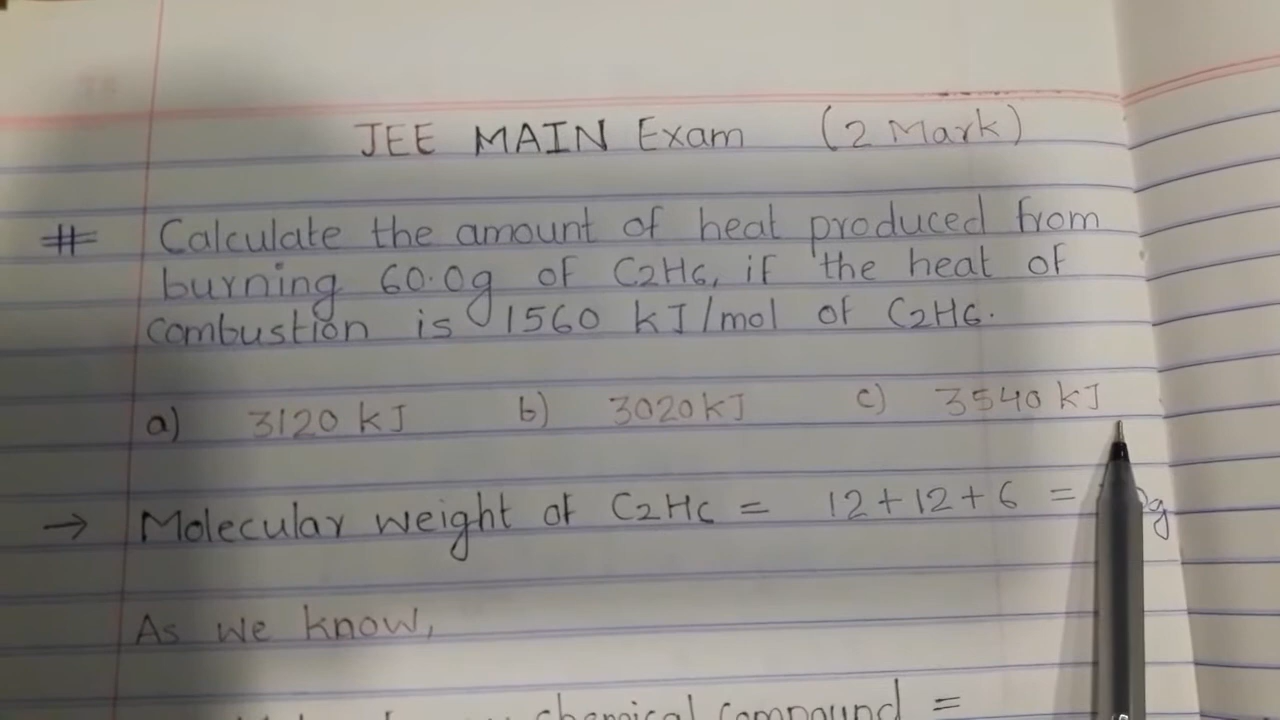 JEE MAIN Exam (2 Mark)
# Calculate the amount of heat produced from
burning 60.0g of C2H6, if the heat of
combustion is 1560 kJ/mol of C2H6.
a) 3120 kJ b) 3020 kJ c) 3540 kJ
→ Molecular weight of C2H6 = 12+12+6 =
As we know,
chemical compound =